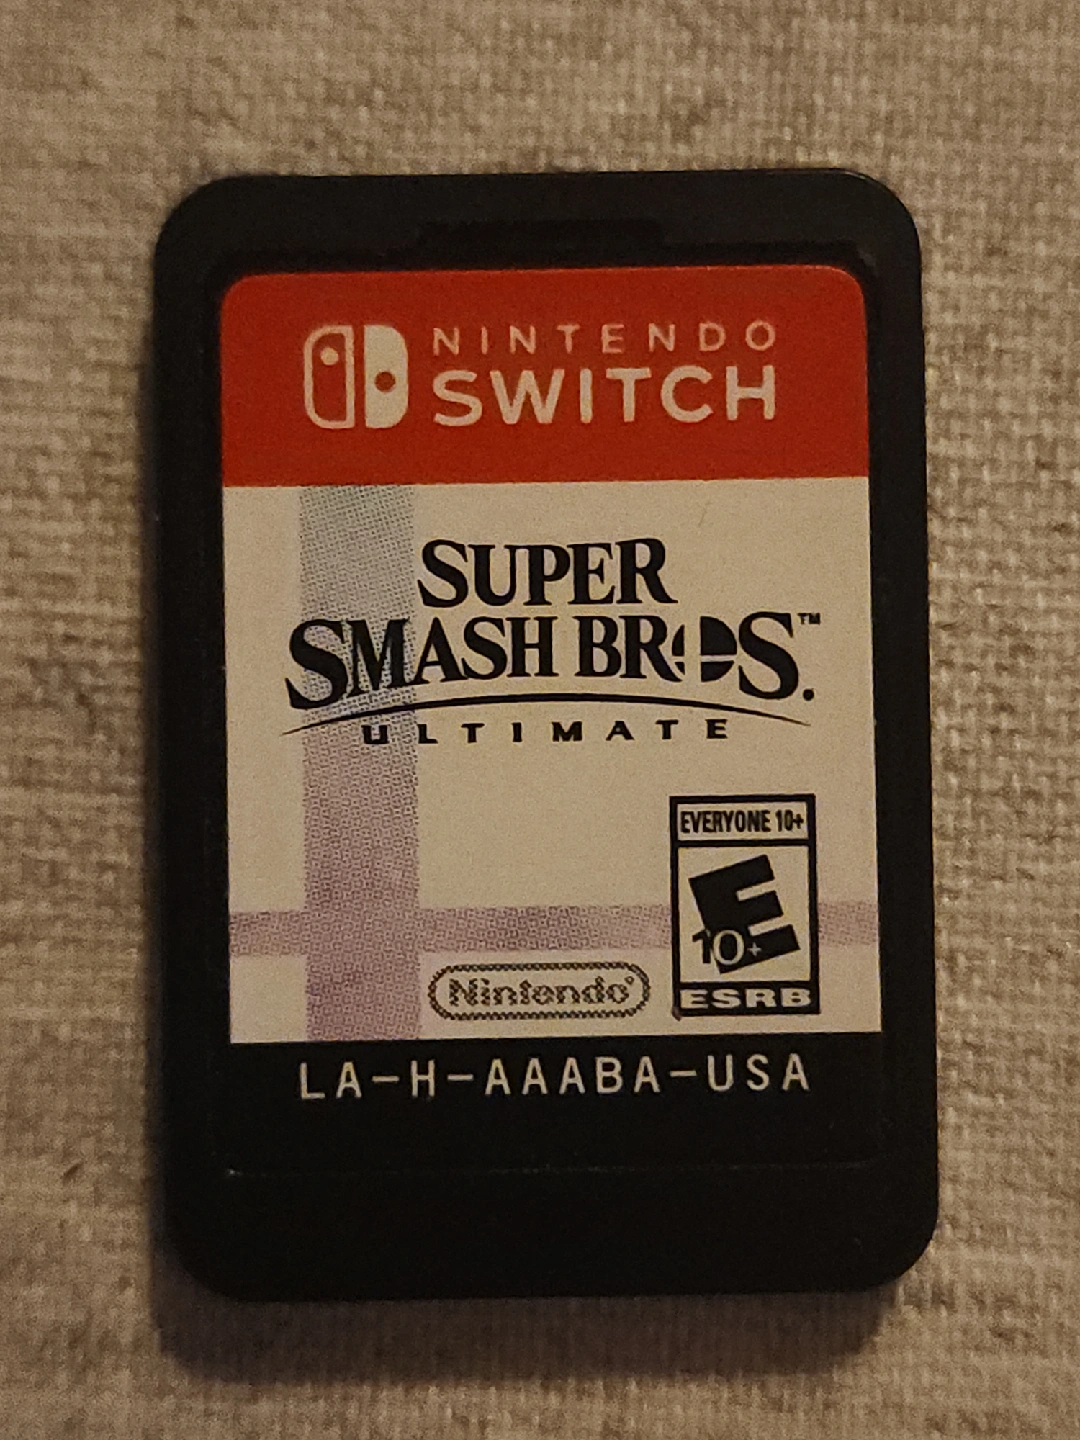 NINTENDO
SWITCH
SUPER
SMASH BROS.™
ULTIMATE
EVERYONE 10+
E
10+
ESRB
Nintendo®
LA-H-AAABA-USA